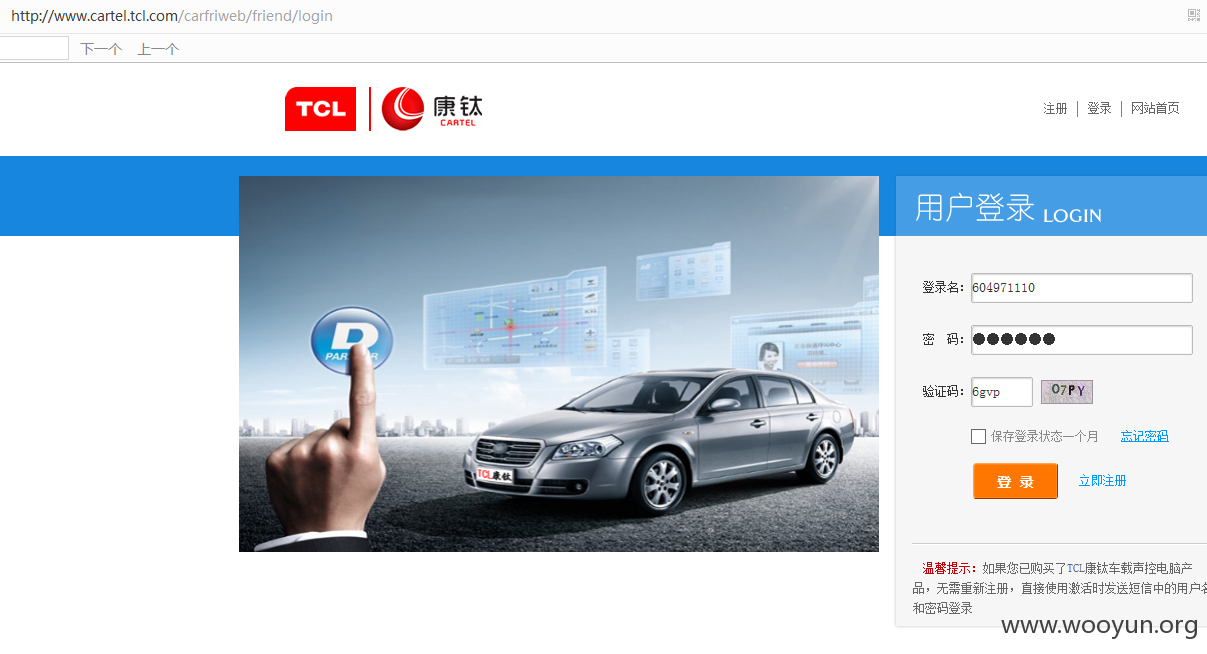 http://www.cartel.tcl.com/carfriweb/friend/login
下一个 上一个
TCL 康钛 CARTEL
注册 登录 网站首页
用户登录 LOGIN
登录名: 604971110
密 码: ●●●●●●
验证码: 6gvp 07PY
保存登录状态一个月 忘记密码
登 录 立即注册
TCL康钛
温馨提示：如果您已购买了TCL康钛车载声控电脑产
品，无需重新注册，直接使用激活时发送短信中的用户名
和密码登录
www.wooyun.org